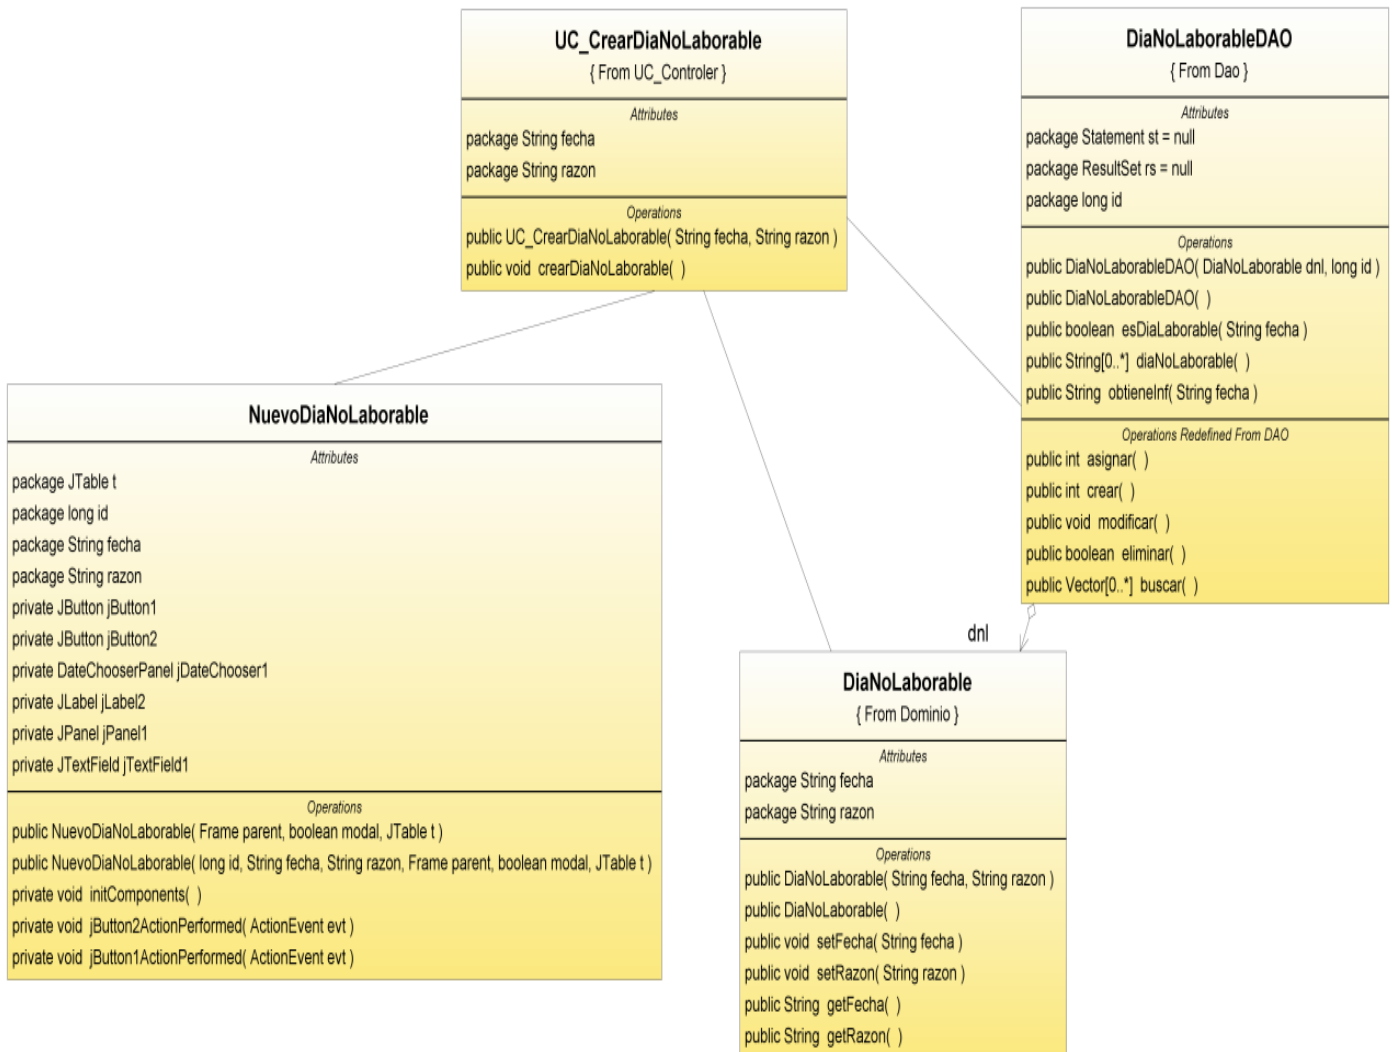 UC_CrearDiaNoLaborable
{ From UC_Controler }
Attributes
package String fecha
package String razon
Operations
public UC_CrearDiaNoLaborable( String fecha, String razon )
public void crearDiaNoLaborable( )
DiaNoLaborableDAO
{ From Dao }
Attributes
package Statement st = null
package ResultSet rs = null
package long id
Operations
public DiaNoLaborableDAO( DiaNoLaborable dnl, long id )
public DiaNoLaborableDAO( )
public boolean esDiaLaborable( String fecha )
public String[0..*] diaNoLaborable( )
public String obtieneInf( String fecha )
Operations Redefined From DAO
public int asignar( )
public int crear( )
public void modificar( )
public boolean eliminar( )
public Vector[0..*] buscar( )
NuevoDiaNoLaborable
Attributes
package JTable t
package long id
package String fecha
package String razon
private JButton jButton1
private JButton jButton2
private DateChooserPanel jDateChooser1
private JLabel jLabel2
private JPanel jPanel1
private JTextField jTextField1
Operations
public NuevoDiaNoLaborable( Frame parent, boolean modal, JTable t )
public NuevoDiaNoLaborable( long id, String fecha, String razon, Frame parent, boolean modal, JTable t )
private void initComponents( )
private void jButton2ActionPerformed( ActionEvent evt )
private void jButton1ActionPerformed( ActionEvent evt )
dnl
DiaNoLaborable
{ From Dominio }
Attributes
package String fecha
package String razon
Operations
public DiaNoLaborable( String fecha, String razon )
public DiaNoLaborable( )
public void setFecha( String fecha )
public void setRazon( String razon )
public String getFecha( )
public String getRazon( )